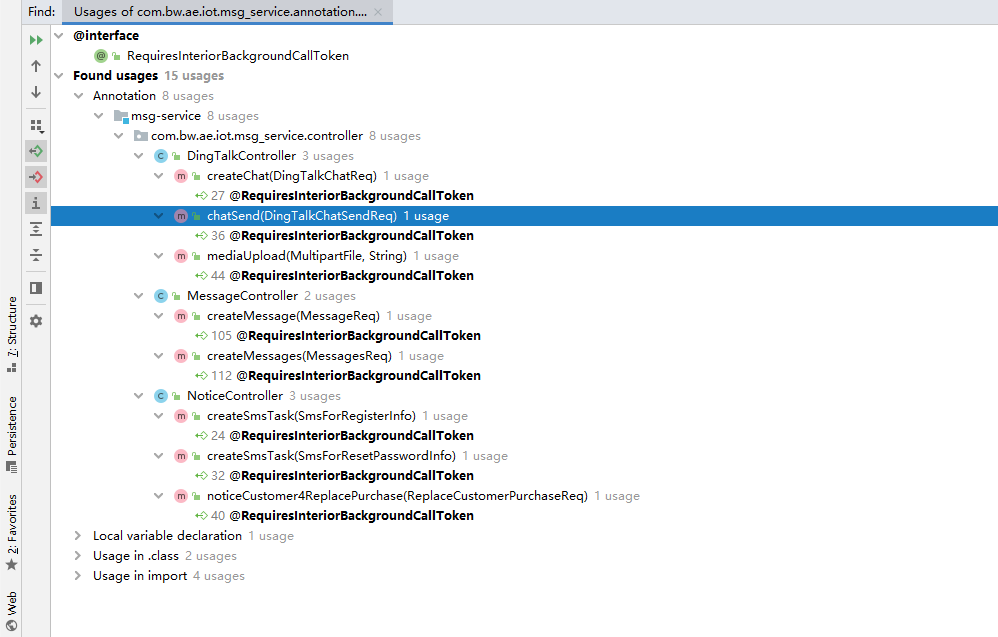 Find: Usages of com.bw.ae.iot.msg_service.annotation....
@interface
RequiresInteriorBackgroundCallToken
Found usages 15 usages
Annotation 8 usages
msg-service 8 usages
com.bw.ae.iot.msg_service.controller 8 usages
DingTalkController 3 usages
createChat(DingTalkChatReq) 1 usage
27 @RequiresInteriorBackgroundCallToken
chatSend(DingTalkChatSendReq) 1 usage
36 @RequiresInteriorBackgroundCallToken
mediaUpload(MultipartFile, String) 1 usage
44 @RequiresInteriorBackgroundCallToken
MessageController 2 usages
createMessage(MessageReq) 1 usage
105 @RequiresInteriorBackgroundCallToken
createMessages(MessagesReq) 1 usage
112 @RequiresInteriorBackgroundCallToken
NoticeController 3 usages
createSmsTask(SmsForRegisterInfo) 1 usage
24 @RequiresInteriorBackgroundCallToken
createSmsTask(SmsForResetPasswordInfo) 1 usage
32 @RequiresInteriorBackgroundCallToken
noticeCustomer4ReplacePurchase(ReplaceCustomerPurchaseReq) 1 usage
40 @RequiresInteriorBackgroundCallToken
Local variable declaration 1 usage
Usage in .class 2 usages
Usage in import 4 usages
7: Structure
Persistence
2: Favorites
Web